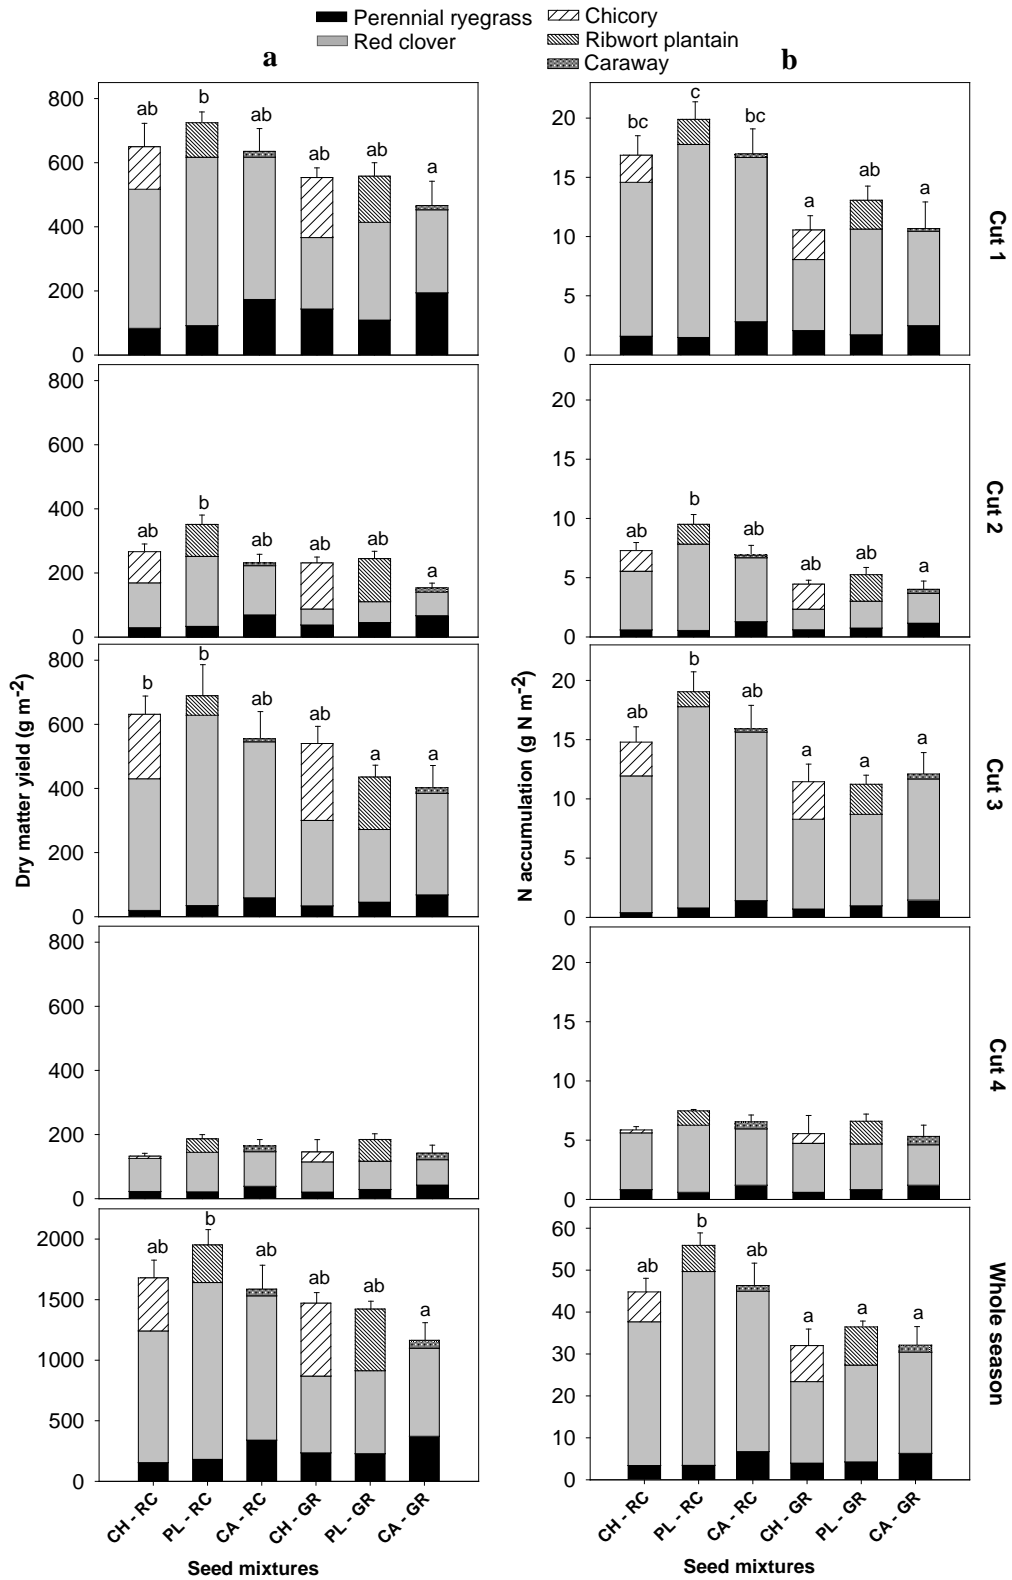 Perennial ryegrass
Red clover
Chicory
Ribwort plantain
Caraway
a
b
800
600
400
200
0
ab
b
ab
ab
ab
a
20
15
10
5
0
bc
c
bc
a
ab
a
Cut 1
800
600
400
200
0
ab
b
ab
ab
ab
a
20
15
10
5
0
ab
b
ab
ab
ab
a
Cut 2
Dry matter yield (g m-2)
800
600
400
200
0
b
b
ab
ab
a
a
N accumulation (g N m-2)
20
15
10
5
0
ab
b
ab
a
a
a
Cut 3
800
600
400
200
0
20
15
10
5
0
Cut 4
2000
1500
1000
500
0
ab
b
ab
ab
ab
a
60
50
40
30
20
10
0
ab
b
ab
a
a
a
Whole season
CH - RC
PL - RC
CA - RC
CH - GR
PL - GR
CA - GR
Seed mixtures
CH - RC
PL - RC
CA - RC
CH - GR
PL - GR
CA - GR
Seed mixtures